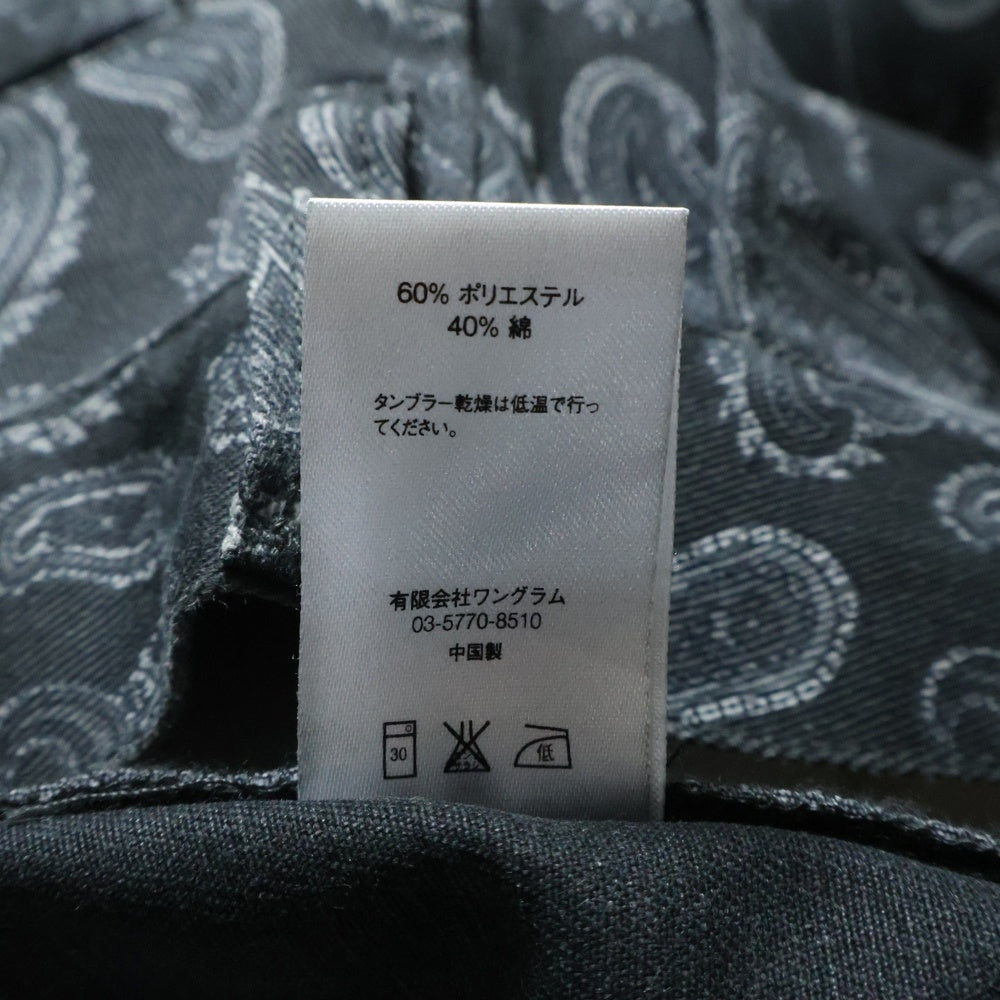 60% ポリエステル
40% 綿
タンブラー乾燥は低温で行っ
てください。
有限会社ワングラム
03-5770-8510
中国製
30
低